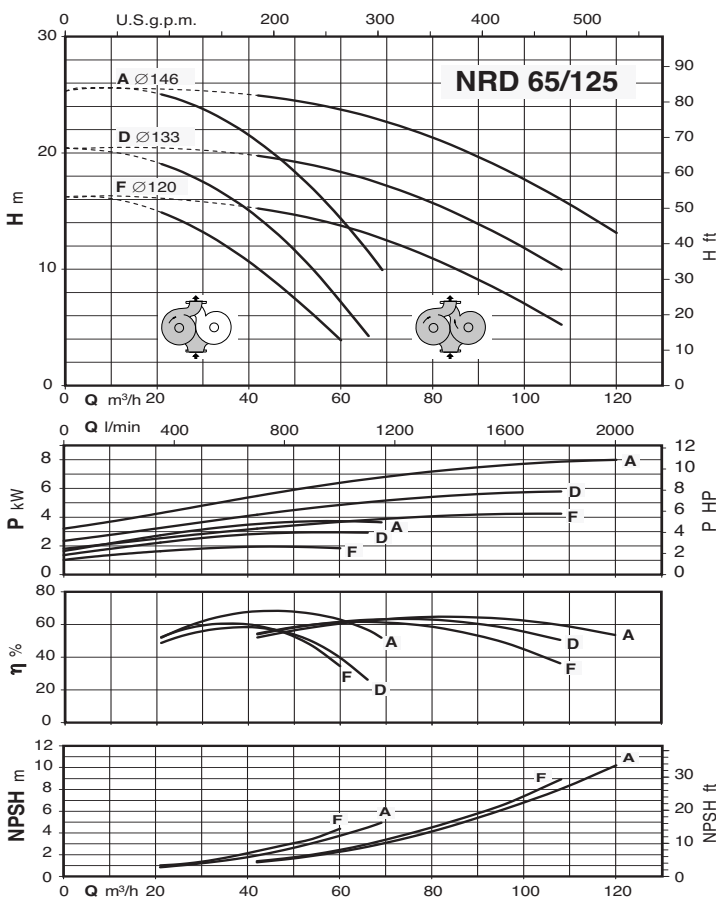 0 U.S.g.p.m. 100 200 300 400 500
30 20 10 0
H m
A ∅146
D ∅133
F ∅120
NRD 65/125
90 80 70 60 50 40 30 20 10 0
H ft
0 Q m³/h 20 40 60 80 100 120
0 Q l/min 400 800 1200 1600 2000
8 6 4 2 0
P kW
A
D
F
A
D
F
12 10 8 6 4 2 0
P HP
80 60 40 20 0
η %
A
D
F
A
D
F
12 10 8 6 4 2 0
NPSH m
F
A
F
A
30 20 10 0
NPSH ft
0 Q m³/h 20 40 60 80 100 120